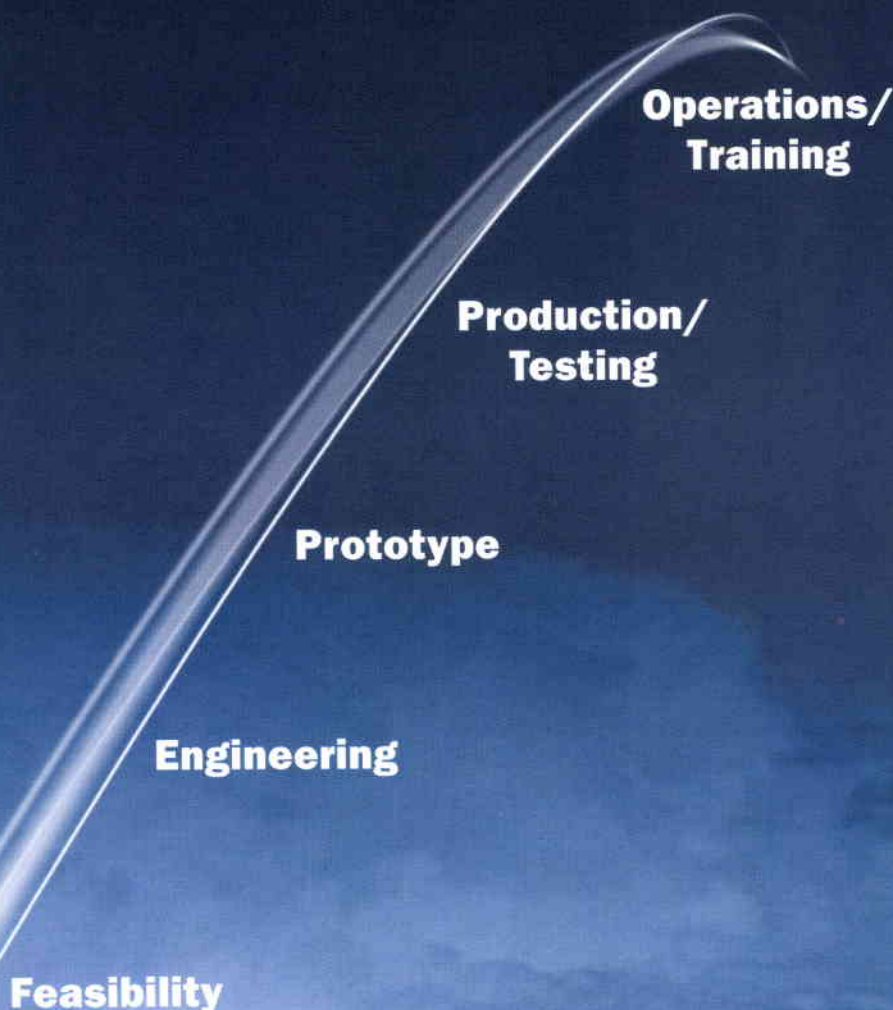 Operations/
Training
Production/
Testing
Prototype
Engineering
Feasibility